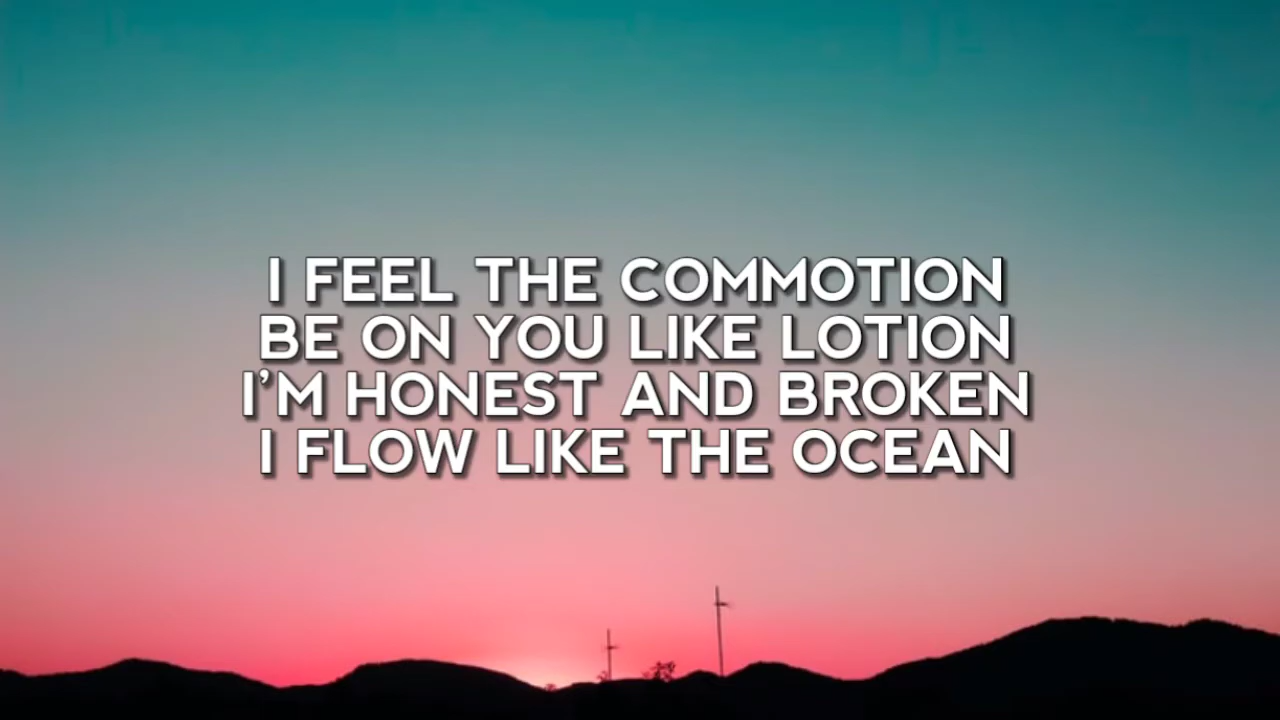 I FEEL THE COMMOTION
BE ON YOU LIKE LOTION
I'M HONEST AND BROKEN
I FLOW LIKE THE OCEAN